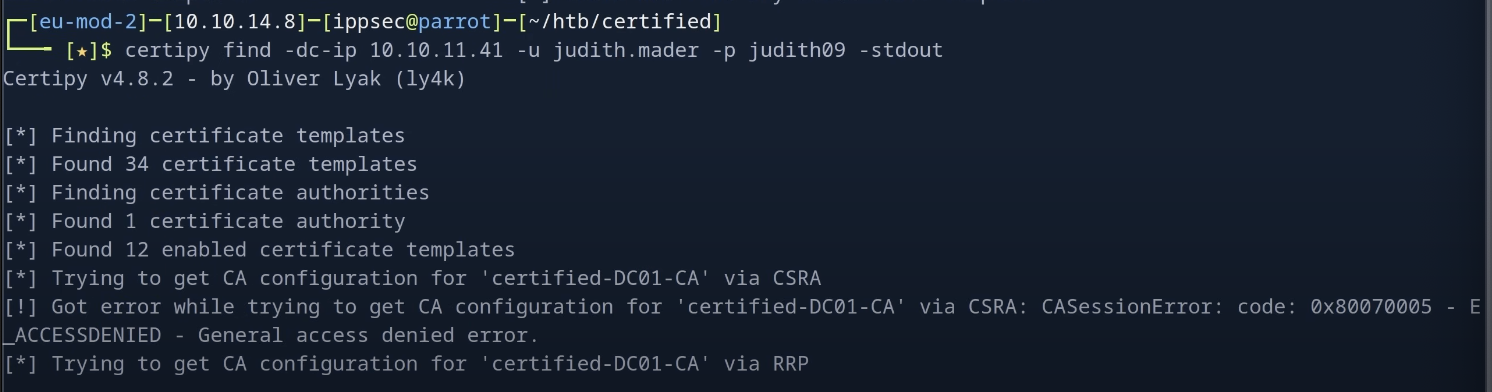 ┌─[eu-mod-2]─[10.10.14.8]─[ippsec@parrot]─[~/htb/certified]
└──╼ [★]$ certipy find -dc-ip 10.10.11.41 -u judith.mader -p judith09 -stdout
Certipy v4.8.2 - by Oliver Lyak (ly4k)
[*] Finding certificate templates
[*] Found 34 certificate templates
[*] Finding certificate authorities
[*] Found 1 certificate authority
[*] Found 12 enabled certificate templates
[*] Trying to get CA configuration for 'certified-DC01-CA' via CSRA
[!] Got error while trying to get CA configuration for 'certified-DC01-CA' via CSRA: CASessionError: code: 0x80070005 - E
_ACCESSDENIED - General access denied error.
[*] Trying to get CA configuration for 'certified-DC01-CA' via RRP